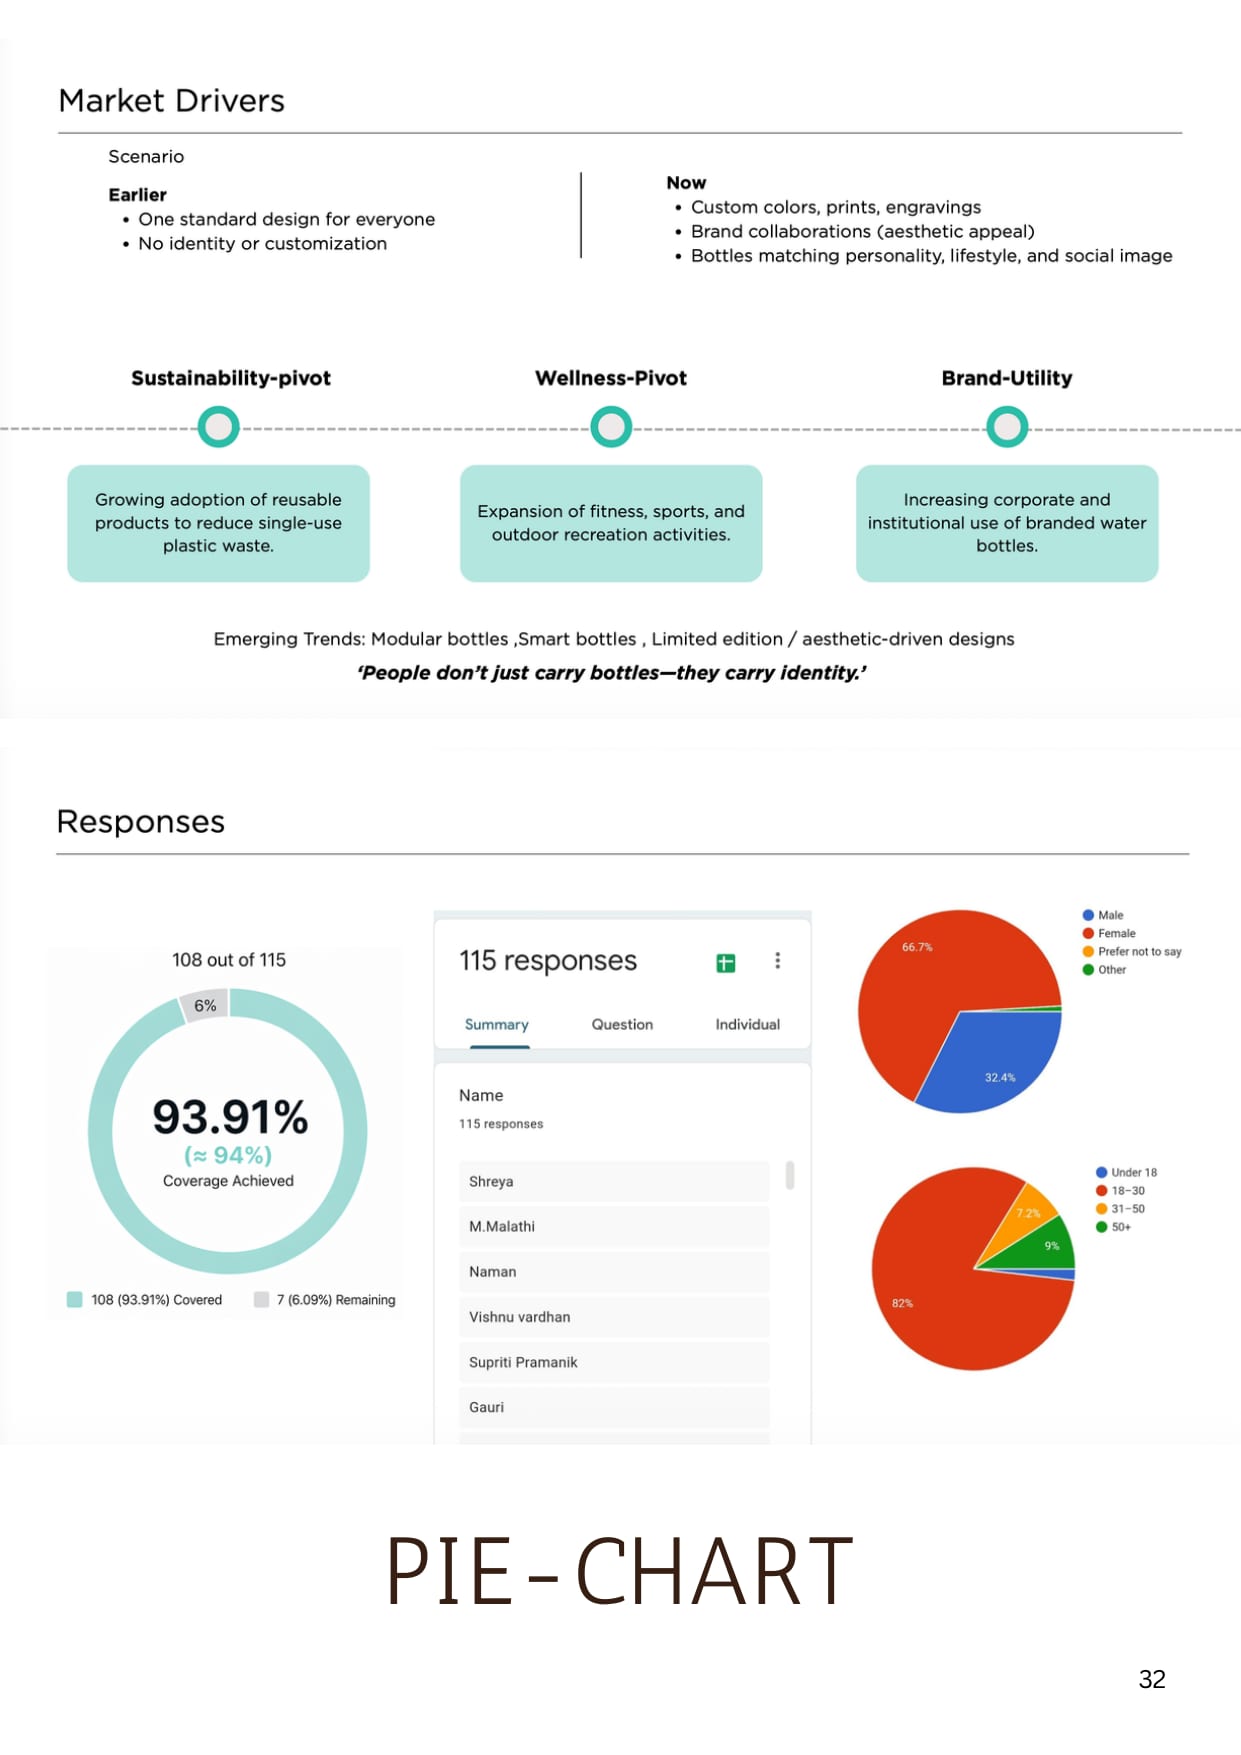 Market Drivers
Scenario
Earlier
• One standard design for everyone
• No identity or customization
Now
• Custom colors, prints, engravings
• Brand collaborations (aesthetic appeal)
• Bottles matching personality, lifestyle, and social image
Sustainability-pivot
Wellness-Pivot
Brand-Utility
Growing adoption of reusable
products to reduce single-use
plastic waste.
Expansion of fitness, sports, and
outdoor recreation activities.
Increasing corporate and
institutional use of branded water
bottles.
Emerging Trends: Modular bottles ,Smart bottles , Limited edition / aesthetic-driven designs
‘People don’t just carry bottles—they carry identity.’
Responses
108 out of 115
6%
93.91%
(≈ 94%)
Coverage Achieved
108 (93.91%) Covered
7 (6.09%) Remaining
115 responses
Summary
Question
Individual
Name
115 responses
Shreya
M.Malathi
Naman
Vishnu vardhan
Supriti Pramanik
Gauri
66.7%
32.4%
Male
Female
Prefer not to say
Other
7.2%
9%
82%
Under 18
18–30
31–50
50+
PIE-CHART
32